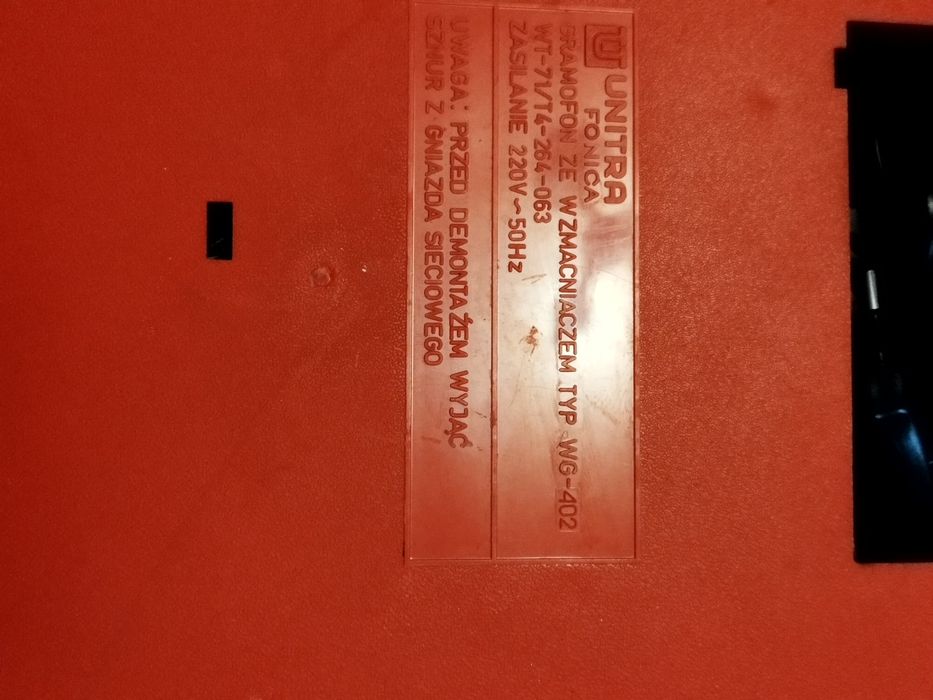 UNITRA
FONICA
GRAMOFON ZE WZMACNIACZEM TYP WG-402
WT-71/T4-264-063
ZASILANIE 220V~50Hz
UWAGA: PRZED DEMONTAŻEM WYJĄĆ
SZNUR Z GNIAZDA SIECIOWEGO